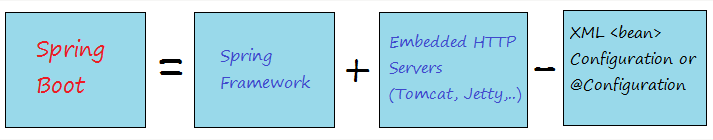 Spring
Boot
=
Spring
Framework
+
Embedded HTTP
Servers
(Tomcat, Jetty,..)
-
XML <bean>
Configuration or
@Configuration